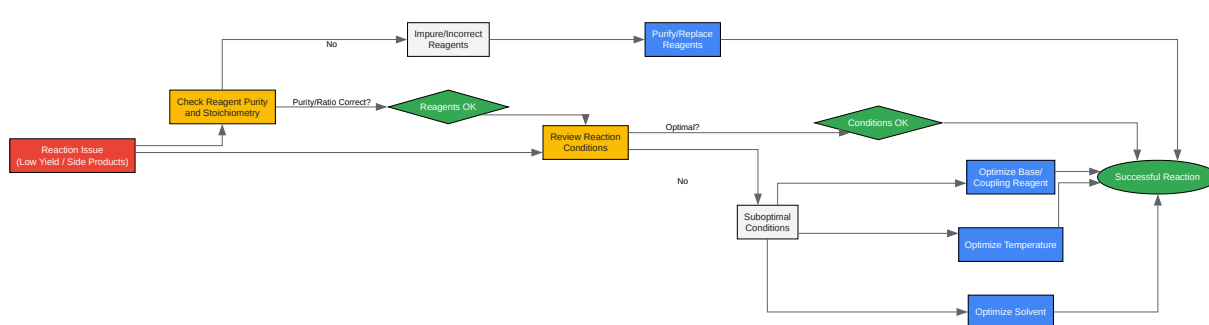 Impure/Incorrect
Reagents
Purify/Replace
Reagents
No
Check Reagent Purity
and Stoichiometry
Purity/Ratio Correct?
Reagents OK
Reaction Issue
(Low Yield / Side Products)
Review Reaction
Conditions
Optimal?
Conditions OK
No
Suboptimal
Conditions
Optimize Base/
Coupling Reagent
Successful Reaction
Optimize Temperature
Optimize Solvent